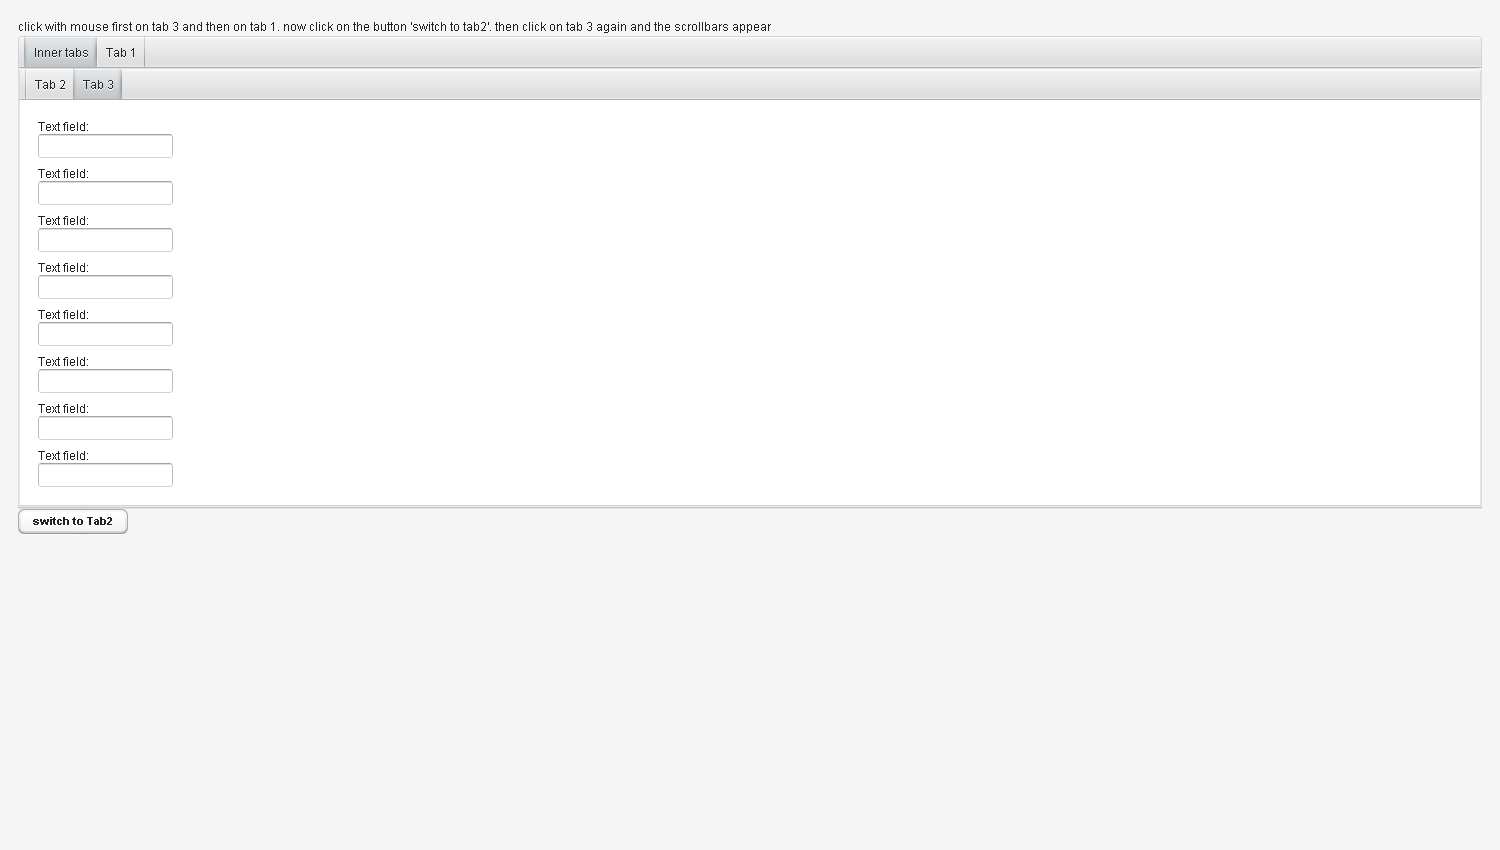 click with mouse first on tab 3 and then on tab 1. now click on the button 'switch to tab2'. then click on tab 3 again and the scrollbars appear
Inner tabs Tab 1
Tab 2 Tab 3
Text field:
Text field:
Text field:
Text field:
Text field:
Text field:
Text field:
Text field:
switch to Tab2